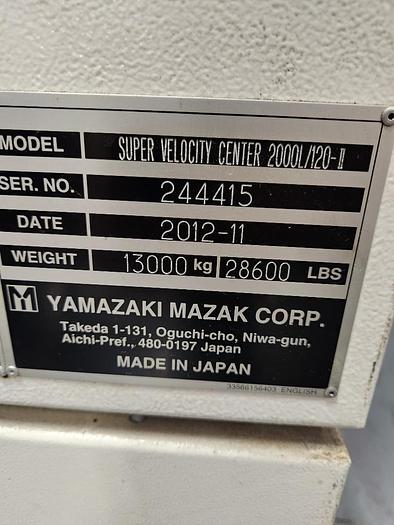 MODEL SUPER VELOCITY CENTER 2000L/120-II
SER. NO. 244415
DATE 2012-11
WEIGHT 13000 kg 28600 LBS
YAMAZAKI MAZAK CORP.
Takeda 1-131, Oguchi-cho, Niwa-gun,
Aichi-Pref., 480-0197 Japan
MADE IN JAPAN
33566156403 ENGLISH